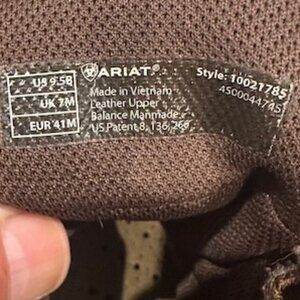 US 9.5B
UK 7M
EUR 41M
ARIAT®
Made in Vietnam
Leather Upper
Balance Manmade
US Patent 8, 136, 266
Style: 10021785
4500044745